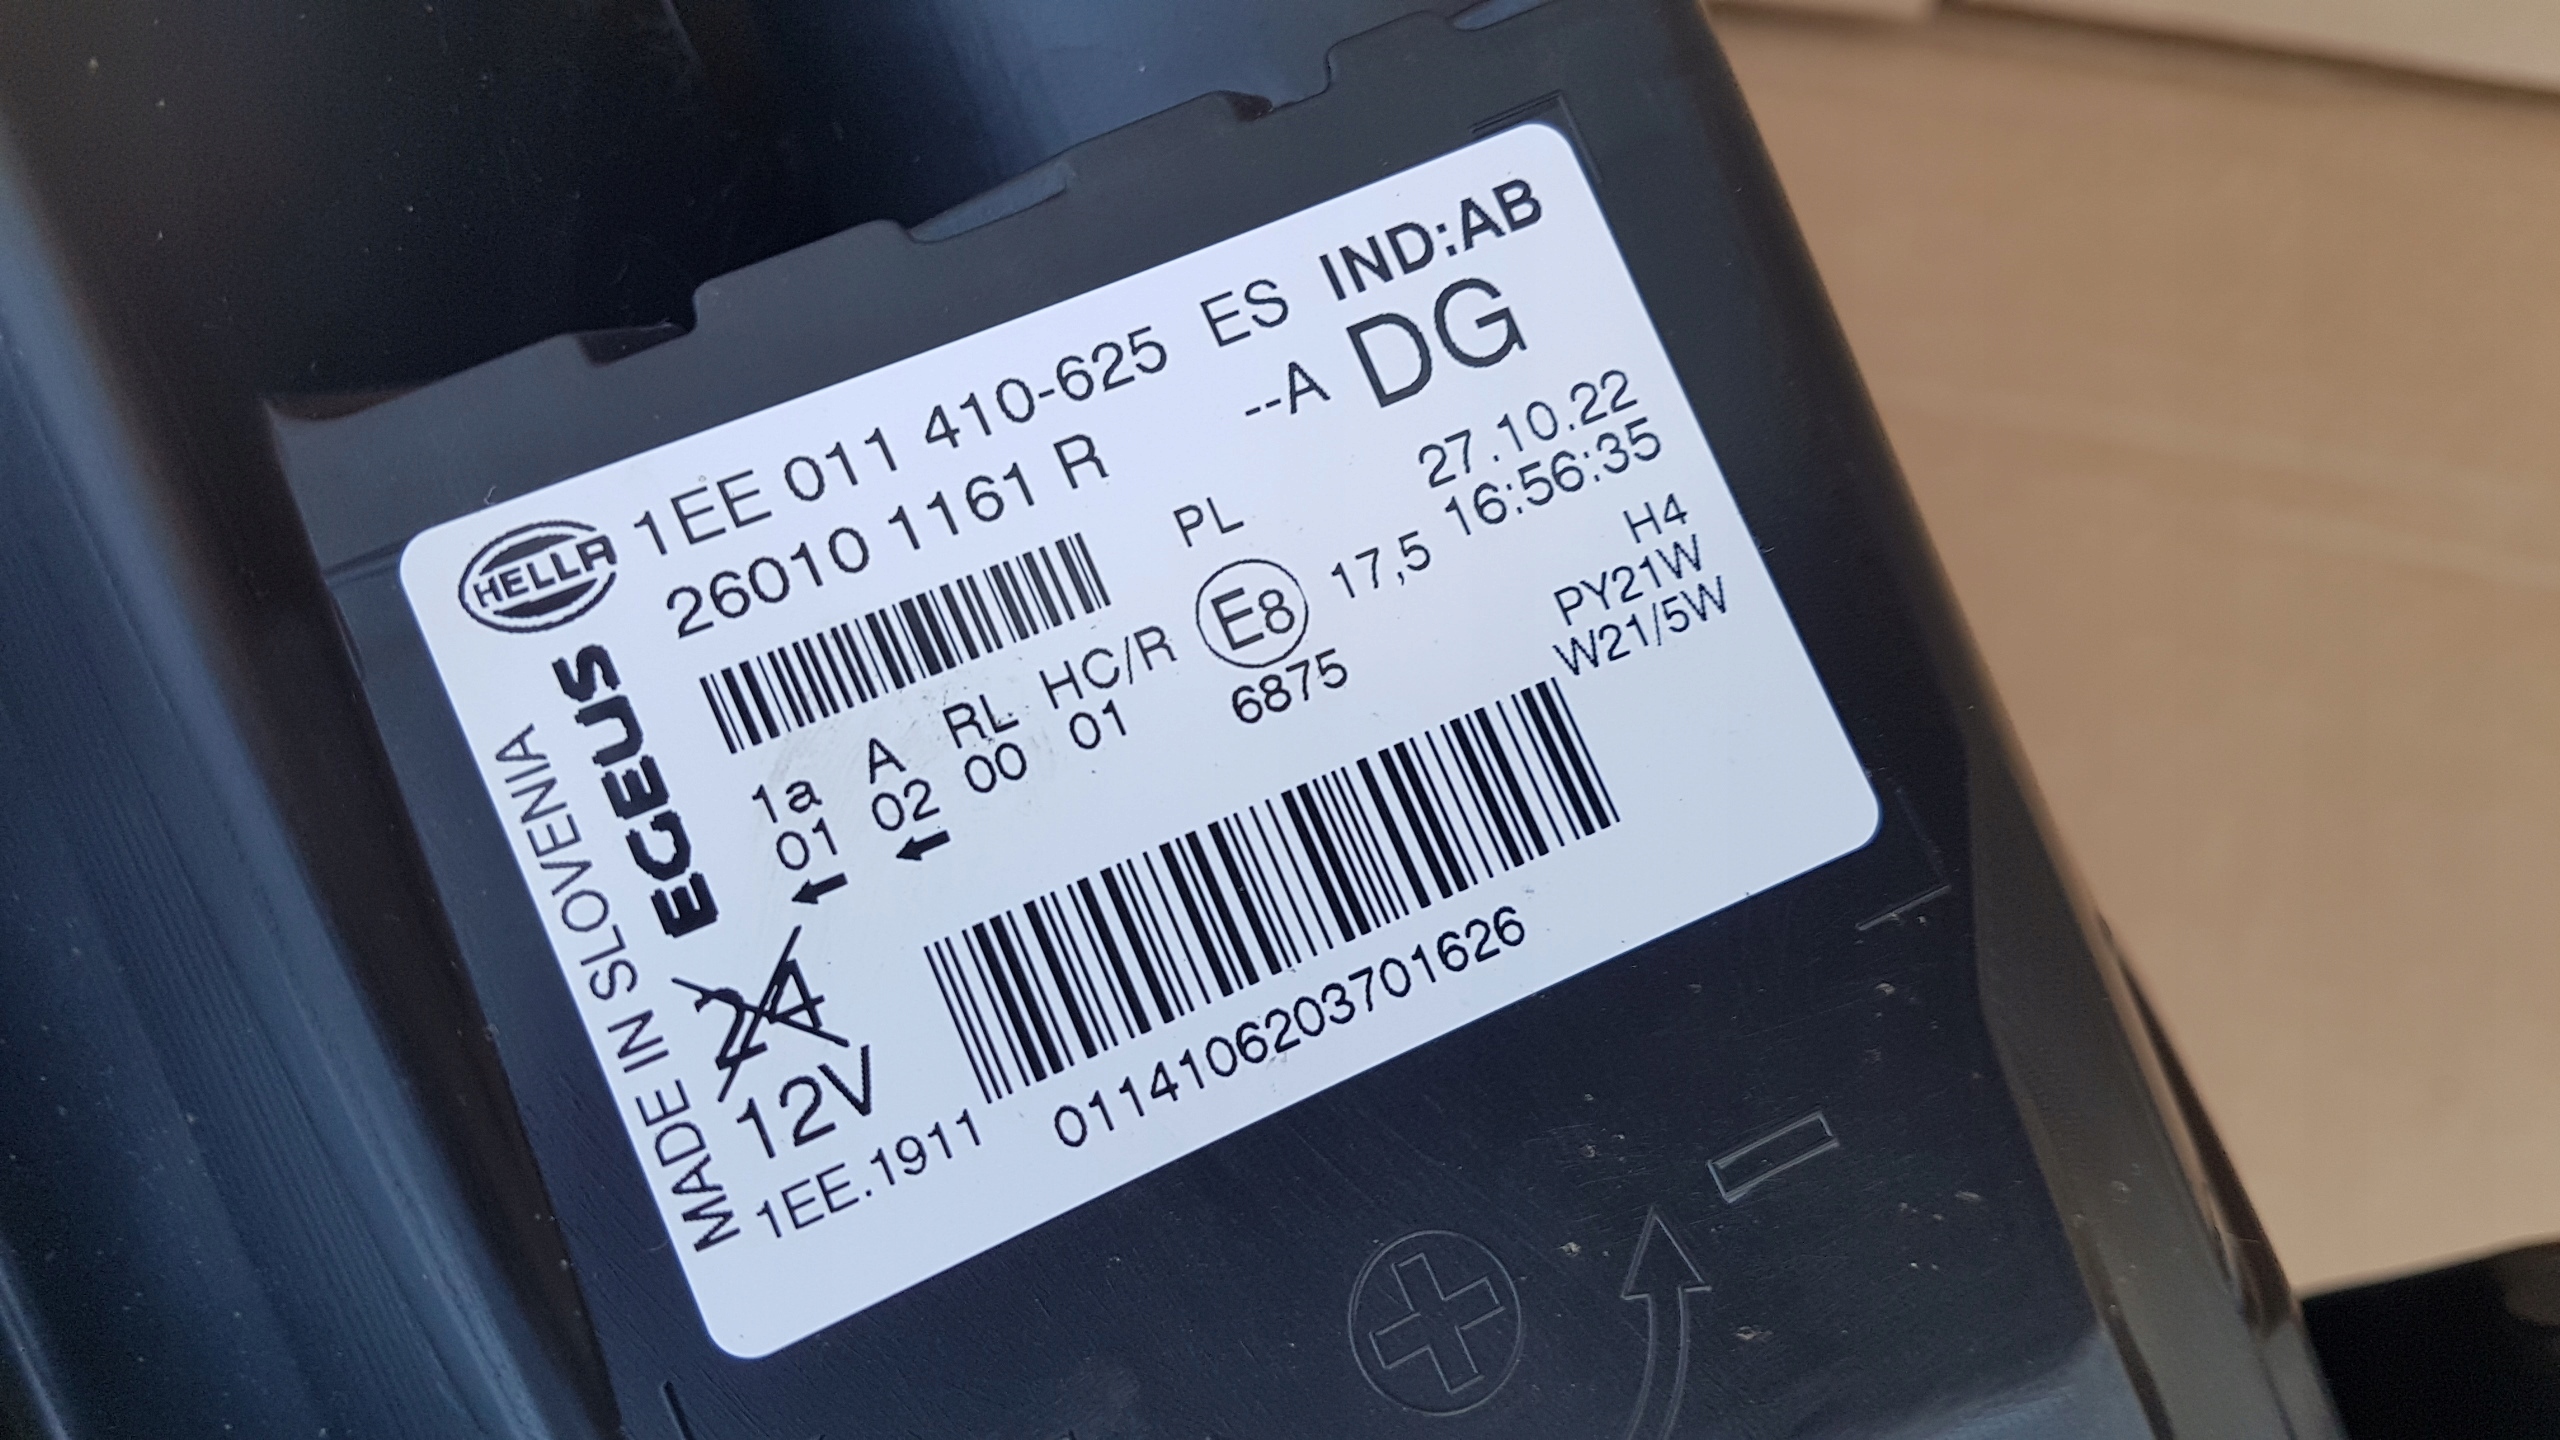 HELLA 1EE 011 410-625 ES IND:AB
26010 1161 R --A DG
27.10.22
PL 16:56:35
1a A RL HC/R E8 17,5 H4
01 02 00 01 6875 PY21W
W21/5W
MADE IN SLOVENIA
ECEUS
24
12V
1EE.1911 0114106203701626